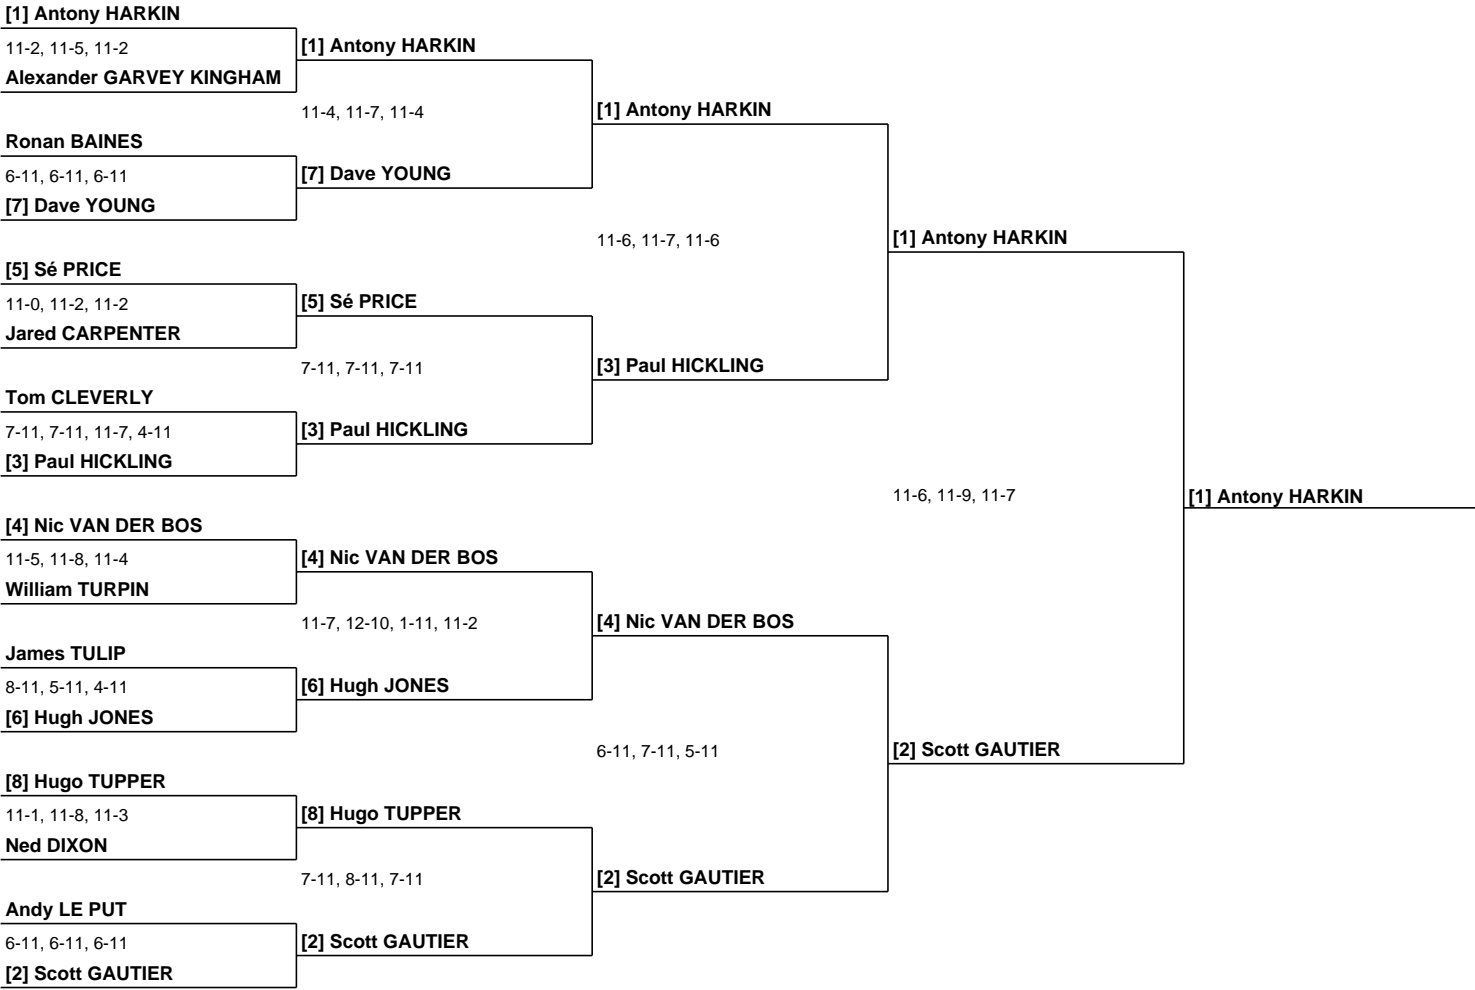 [1] Antony HARKIN
11-2, 11-5, 11-2
Alexander GARVEY KINGHAM
Ronan BAINES
6-11, 6-11, 6-11
[7] Dave YOUNG
[5] Sé PRICE
11-0, 11-2, 11-2
Jared CARPENTER
Tom CLEVERLY
7-11, 7-11, 11-7, 4-11
[3] Paul HICKLING
[4] Nic VAN DER BOS
11-5, 11-8, 11-4
William TURPIN
James TULIP
8-11, 5-11, 4-11
[6] Hugh JONES
[8] Hugo TUPPER
11-1, 11-8, 11-3
Ned DIXON
Andy LE PUT
6-11, 6-11, 6-11
[2] Scott GAUTIER
[1] Antony HARKIN
11-4, 11-7, 11-4
[7] Dave YOUNG
[5] Sé PRICE
7-11, 7-11, 7-11
[3] Paul HICKLING
[4] Nic VAN DER BOS
11-7, 12-10, 1-11, 11-2
[6] Hugh JONES
[8] Hugo TUPPER
7-11, 8-11, 7-11
[2] Scott GAUTIER
[1] Antony HARKIN
11-6, 11-7, 11-6
[3] Paul HICKLING
[4] Nic VAN DER BOS
6-11, 7-11, 5-11
[2] Scott GAUTIER
[1] Antony HARKIN
11-6, 11-9, 11-7
[2] Scott GAUTIER
[1] Antony HARKIN